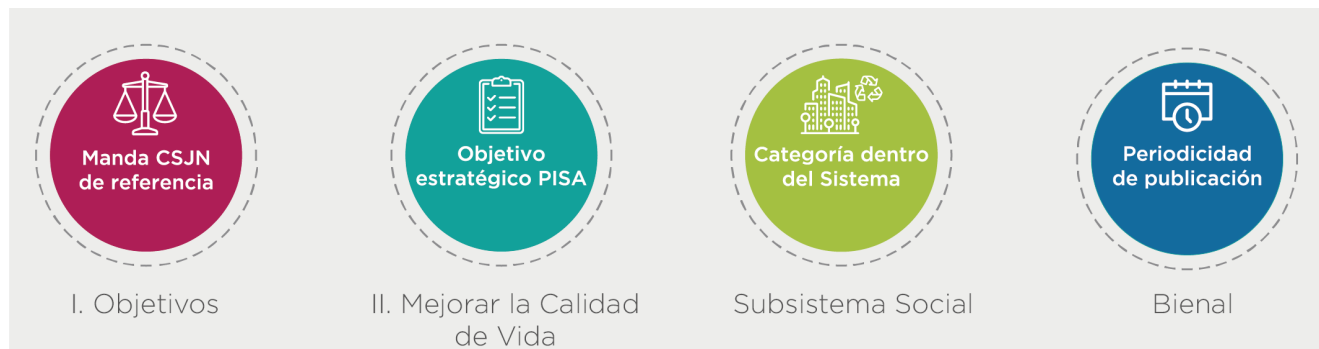 Manda CSJN
de referencia
I. Objetivos
Objetivo
estratégico PISA
II. Mejorar la Calidad
de Vida
Categoría dentro
del Sistema
Subsistema Social
Periodicidad
de publicación
Bienal